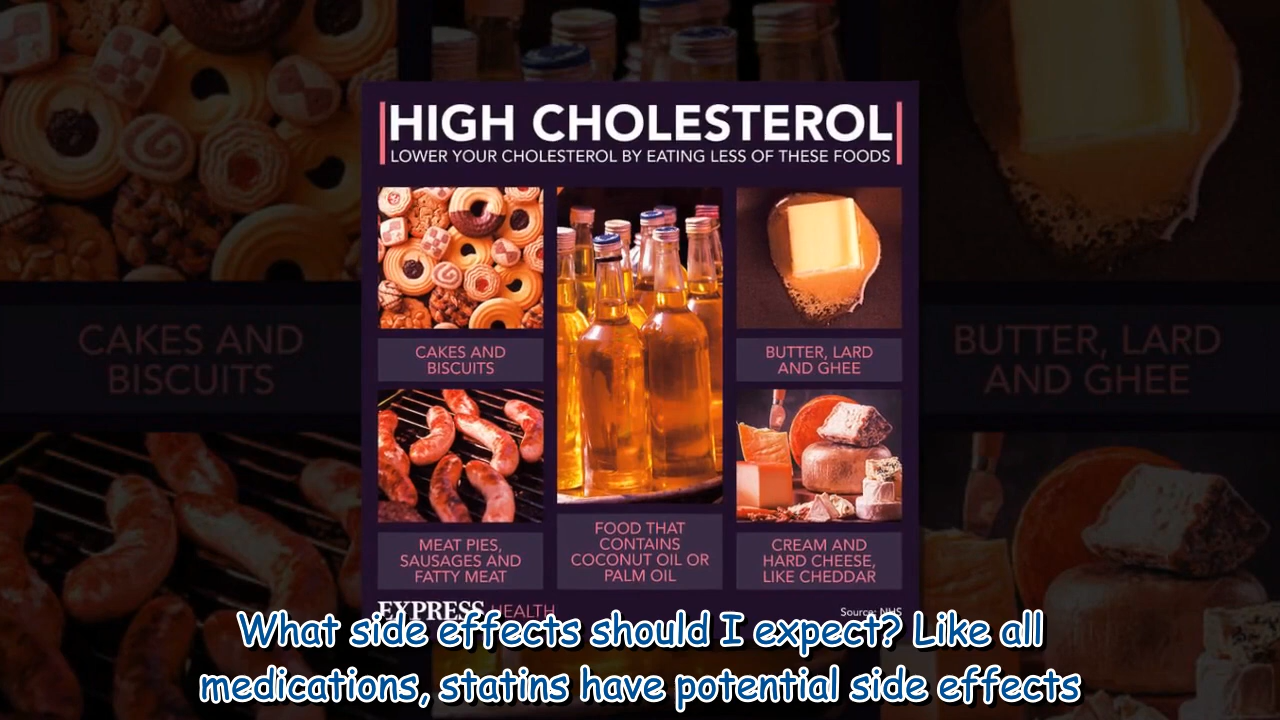 HIGH CHOLESTEROL
LOWER YOUR CHOLESTEROL BY EATING LESS OF THESE FOODS
CAKES AND
BISCUITS
BUTTER, LARD
AND GHEE
MEAT PIES,
SAUSAGES AND
FATTY MEAT
FOOD THAT
CONTAINS
COCONUT OIL OR
PALM OIL
CREAM AND
HARD CHEESE,
LIKE CHEDDAR
EXPRESS HEALTH
Source: NHS
CAKES AND
BISCUITS
BUTTER, LARD
AND GHEE
What side effects should I expect? Like all
medications, statins have potential side effects